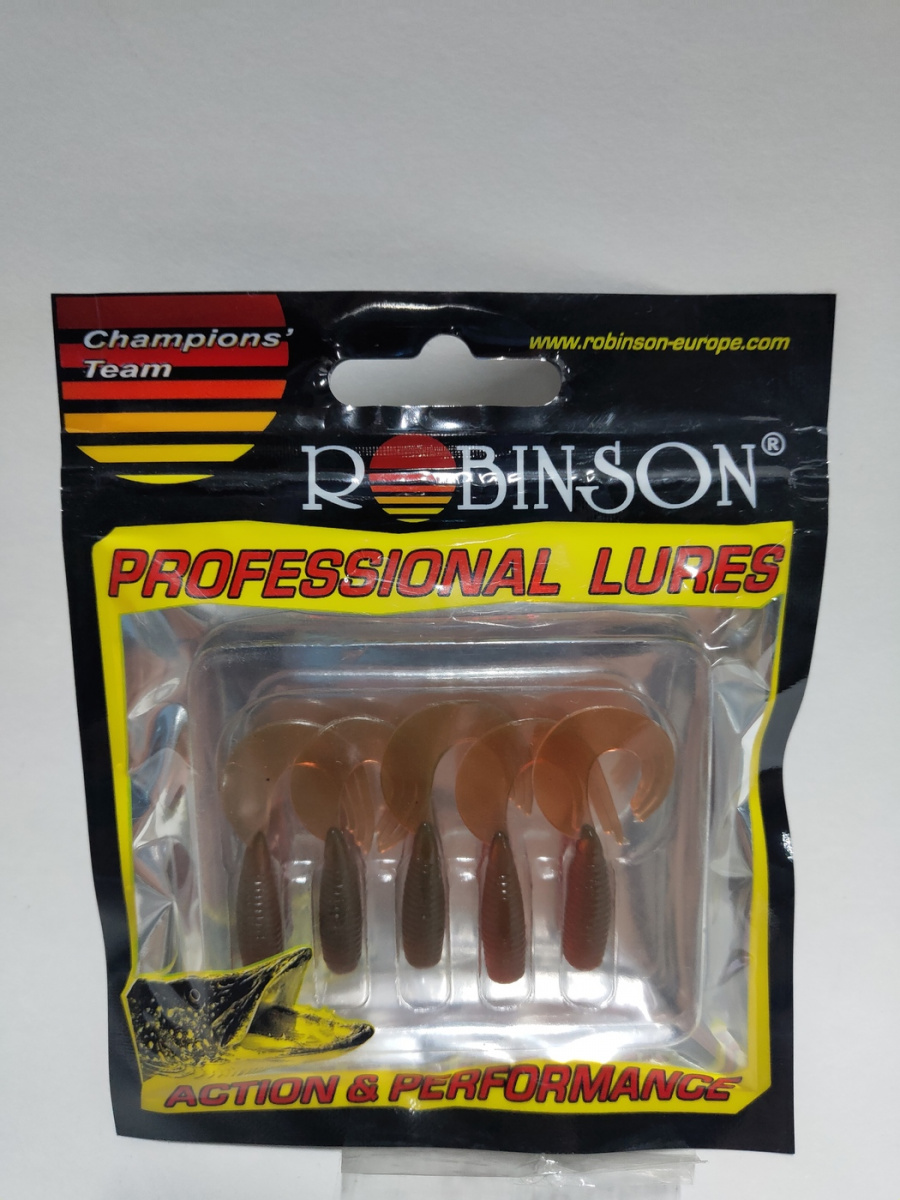 Champions'
Team
www.robinson-europe.com
ROBINSON®
PROFESSIONAL LURES
ACTION & PERFORMANCE